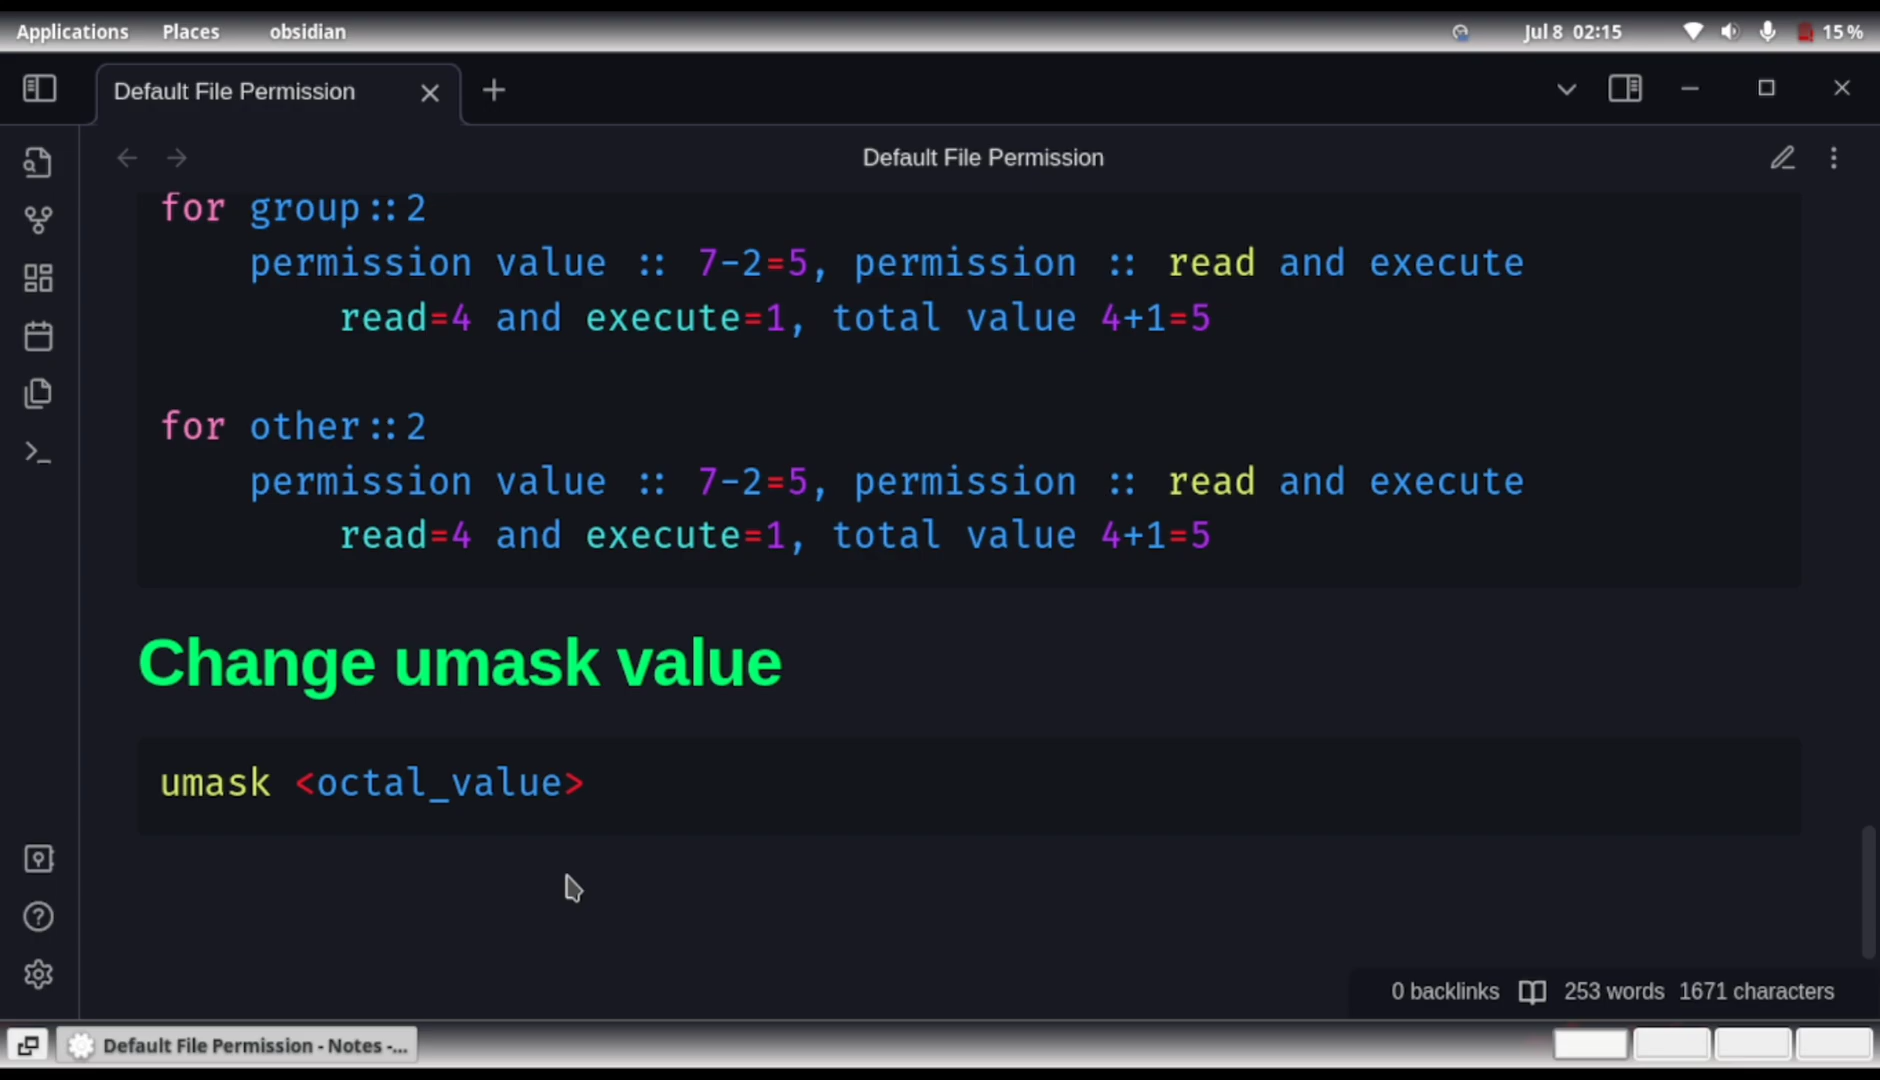 Applications Places obsidian Jul 8 02:15 15%
Default File Permission
Default File Permission
for group::2
permission value :: 7-2=5, permission :: read and execute
read=4 and execute=1, total value 4+1=5
for other::2
permission value :: 7-2=5, permission :: read and execute
read=4 and execute=1, total value 4+1=5
Change umask value
umask <octal_value>
0 backlinks 253 words 1671 characters
Default File Permission - Notes -...